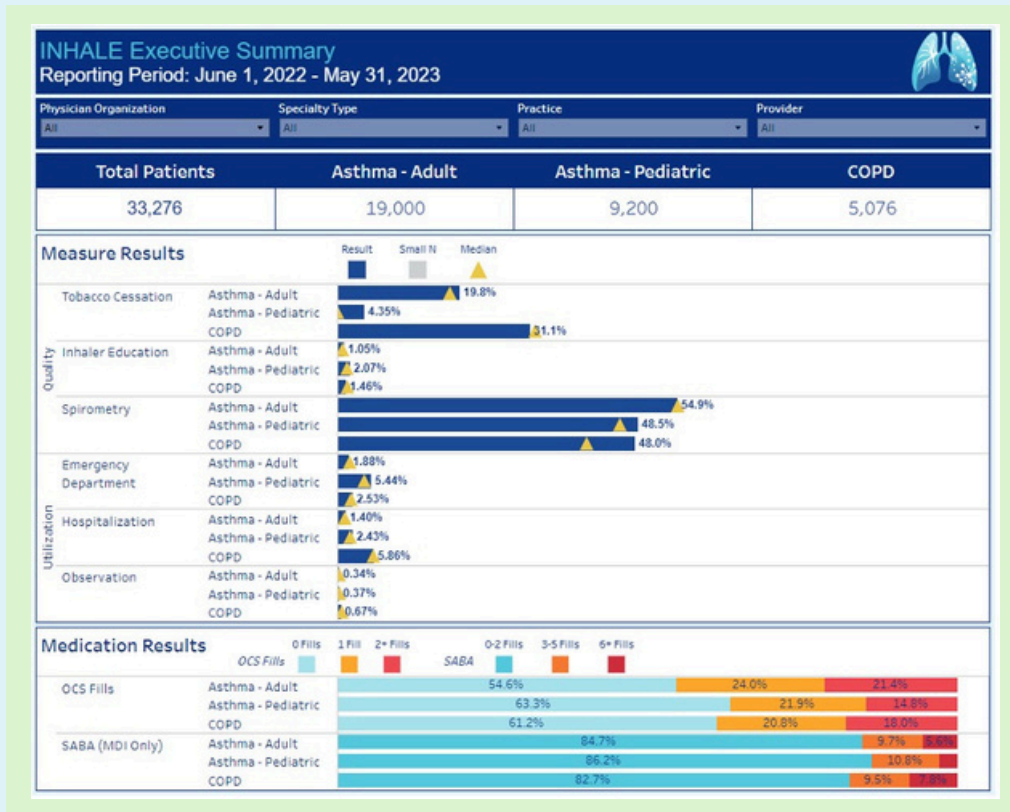 INHALE Executive Summary
Reporting Period: June 1, 2022 - May 31, 2023
Physician Organization Specialty Type Practice Provider
All All All All
Total Patients Asthma - Adult Asthma - Pediatric COPD
33,276 19,000 9,200 5,076
Measure Results Result Small N Median
Quality
Tobacco Cessation Asthma - Adult 19.8%
Asthma - Pediatric 4.35%
COPD 31.1%
Inhaler Education Asthma - Adult 1.05%
Asthma - Pediatric 2.07%
COPD 1.46%
Spirometry Asthma - Adult 54.9%
Asthma - Pediatric 48.5%
COPD 48.0%
Utilization
Emergency Asthma - Adult 1.88%
Department Asthma - Pediatric 5.44%
COPD 2.53%
Hospitalization Asthma - Adult 1.40%
Asthma - Pediatric 2.43%
COPD 5.86%
Observation Asthma - Adult 0.34%
Asthma - Pediatric 0.37%
COPD 0.67%
Medication Results 0 Fills 1 Fill 2+ Fills 0-2 Fills 3-5 Fills 6+ Fills
OCS Fills SABA
OCS Fills Asthma - Adult 54.6% 24.0% 21.4%
Asthma - Pediatric 63.3% 21.9% 14.8%
COPD 61.2% 20.8% 18.0%
SABA (MDI Only) Asthma - Adult 84.7% 9.7% 5.6%
Asthma - Pediatric 86.2% 10.8%
COPD 82.7% 9.5% 7.8%